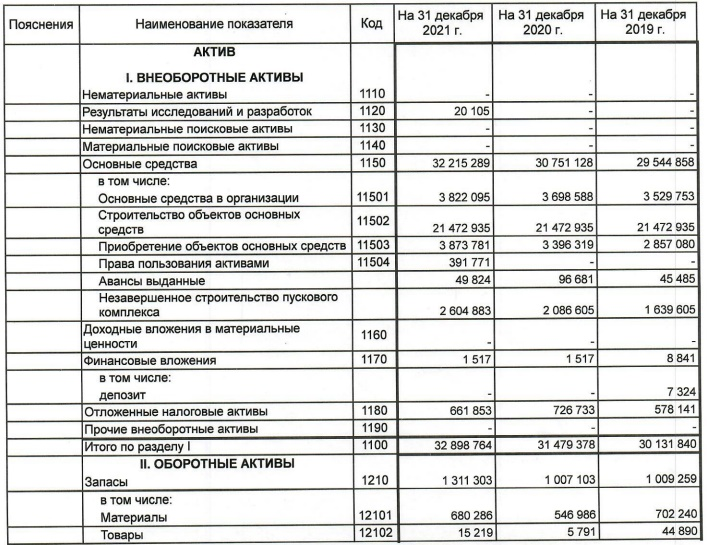 Пояснения Наименование показателя Код На 31 декабря 2021 г. На 31 декабря 2020 г. На 31 декабря 2019 г.
АКТИВ
I. ВНЕОБОРОТНЫЕ АКТИВЫ
Нематериальные активы 1110 - - -
Результаты исследований и разработок 1120 20 105 - -
Нематериальные поисковые активы 1130 - - -
Материальные поисковые активы 1140 - - -
Основные средства 1150 32 215 289 30 751 128 29 544 858
в том числе:
Основные средства в организации 11501 3 822 095 3 698 588 3 529 753
Строительство объектов основных
средств 11502 21 472 935 21 472 935 21 472 935
Приобретение объектов основных средств 11503 3 873 781 3 396 319 2 857 080
Права пользования активами 11504 391 771 - -
Авансы выданные 49 824 96 681 45 485
Незавершенное строительство пускового
комплекса 2 604 883 2 086 605 1 639 605
Доходные вложения в материальные
ценности 1160 - - -
Финансовые вложения 1170 1 517 1 517 8 841
в том числе:
депозит - - 7 324
Отложенные налоговые активы 1180 661 853 726 733 578 141
Прочие внеоборотные активы 1190 - - -
Итого по разделу I 1100 32 898 764 31 479 378 30 131 840
II. ОБОРОТНЫЕ АКТИВЫ
Запасы 1210 1 311 303 1 007 103 1 009 259
в том числе:
Материалы 12101 680 286 546 986 702 240
Товары 12102 15 219 5 791 44 890